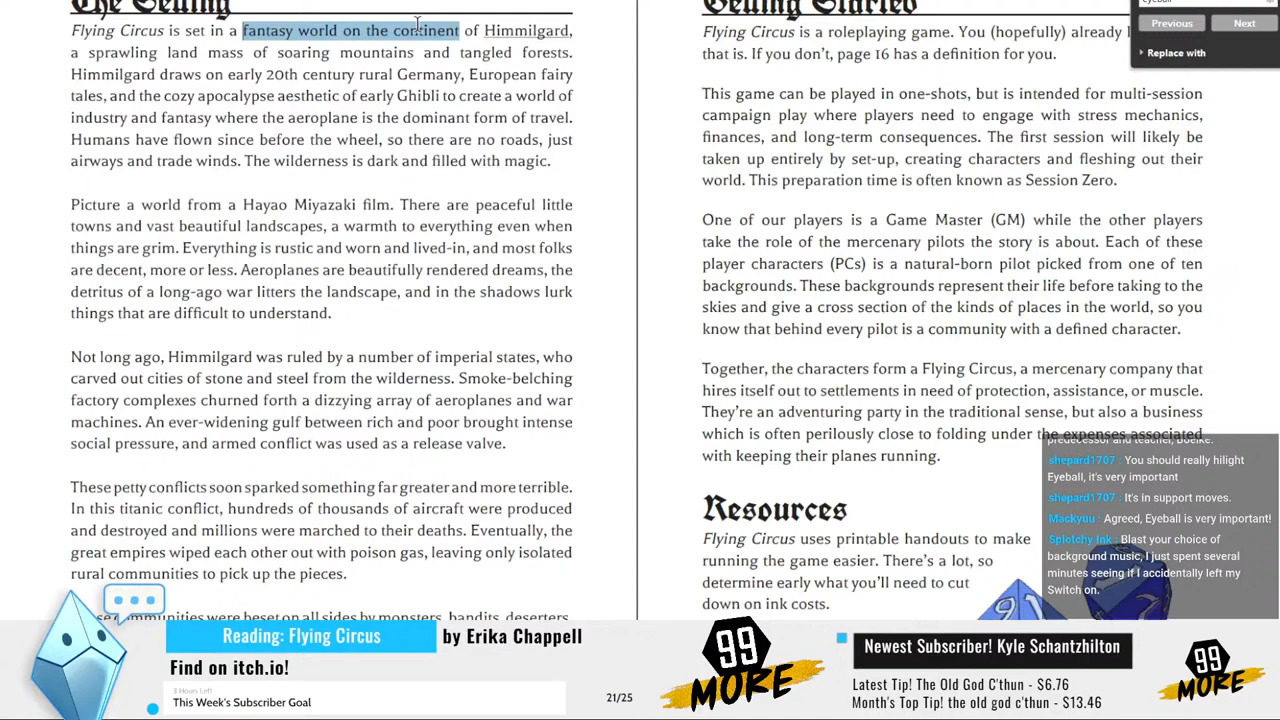 The Setting
Flying Circus is set in a fantasy world on the continent of Himmilgard,
a sprawling land mass of soaring mountains and tangled forests.
Himmilgard draws on early 20th century rural Germany, European fairy
tales, and the cozy apocalypse aesthetic of early Ghibli to create a world of
industry and fantasy where the aeroplane is the dominant form of travel.
Humans have flown since before the wheel, so there are no roads, just
airways and trade winds. The wilderness is dark and filled with magic.
Picture a world from a Hayao Miyazaki film. There are peaceful little
towns and vast beautiful landscapes, a warmth to everything even when
things are grim. Everything is rustic and worn and lived-in, and most folks
are decent, more or less. Aeroplanes are beautifully rendered dreams, the
detritus of a long-ago war litters the landscape, and in the shadows lurk
things that are difficult to understand.
Not long ago, Himmilgard was ruled by a number of imperial states, who
carved out cities of stone and steel from the wilderness. Smoke-belching
factory complexes churned forth a dizzying array of aeroplanes and war
machines. An ever-widening gulf between rich and poor brought intense
social pressure, and armed conflict was used as a release valve.
These petty conflicts soon sparked something far greater and more terrible.
In this titanic conflict, hundreds of thousands of aircraft were produced
and destroyed and millions were marched to their deaths. Eventually, the
great empires wiped each other out with poison gas, leaving only isolated
rural communities to pick up the pieces.
communities were beset on all sides by monsters, bandits, deserters,
Getting Started
Flying Circus is a roleplaying game. You (hopefully) already
that is. If you don't, page 16 has a definition for you.
This game can be played in one-shots, but is intended for multi-session
campaign play where players need to engage with stress mechanics,
finances, and long-term consequences. The first session will likely be
taken up entirely by set-up, creating characters and fleshing out their
world. This preparation time is often known as Session Zero.
One of our players is a Game Master (GM) while the other players
take the role of the mercenary pilots the story is about. Each of these
player characters (PCs) is a natural-born pilot picked from one of ten
backgrounds. These backgrounds represent their life before taking to the
skies and give a cross section of the kinds of places in the world, so you
know that behind every pilot is a community with a defined character.
Together, the characters form a Flying Circus, a mercenary company that
hires itself out to settlements in need of protection, assistance, or muscle.
They're an adventuring party in the traditional sense, but also a business
which is often perilously close to folding under the expenses associated
with keeping their planes running.
Resources
Flying Circus uses printable handouts to make
running the game easier. There's a lot, so
determine early what you'll need to cut
down on ink costs.
Eyeball
Previous Next
Replace with
predecessor and teacher, Boelke.
shepard1707 : You should really hilight
Eyeball, it's very important
shepard1707 : It's in support moves.
Mackyuu : Agreed, Eyeball is very important!
Splotchy Ink : Blast your choice of
background music, I just spent several
minutes seeing if I accidentally left my
Switch on.
Reading: Flying Circus by Erika Chappell
Find on itch.io!
3 Hours Left
This Week's Subscriber Goal
21/25
99
MORE
Newest Subscriber! Kyle Schantzhilton
Latest Tip! The Old God C'thun - $6.76
Month's Top Tip! the old god c'thun - $13.46
99
MORE